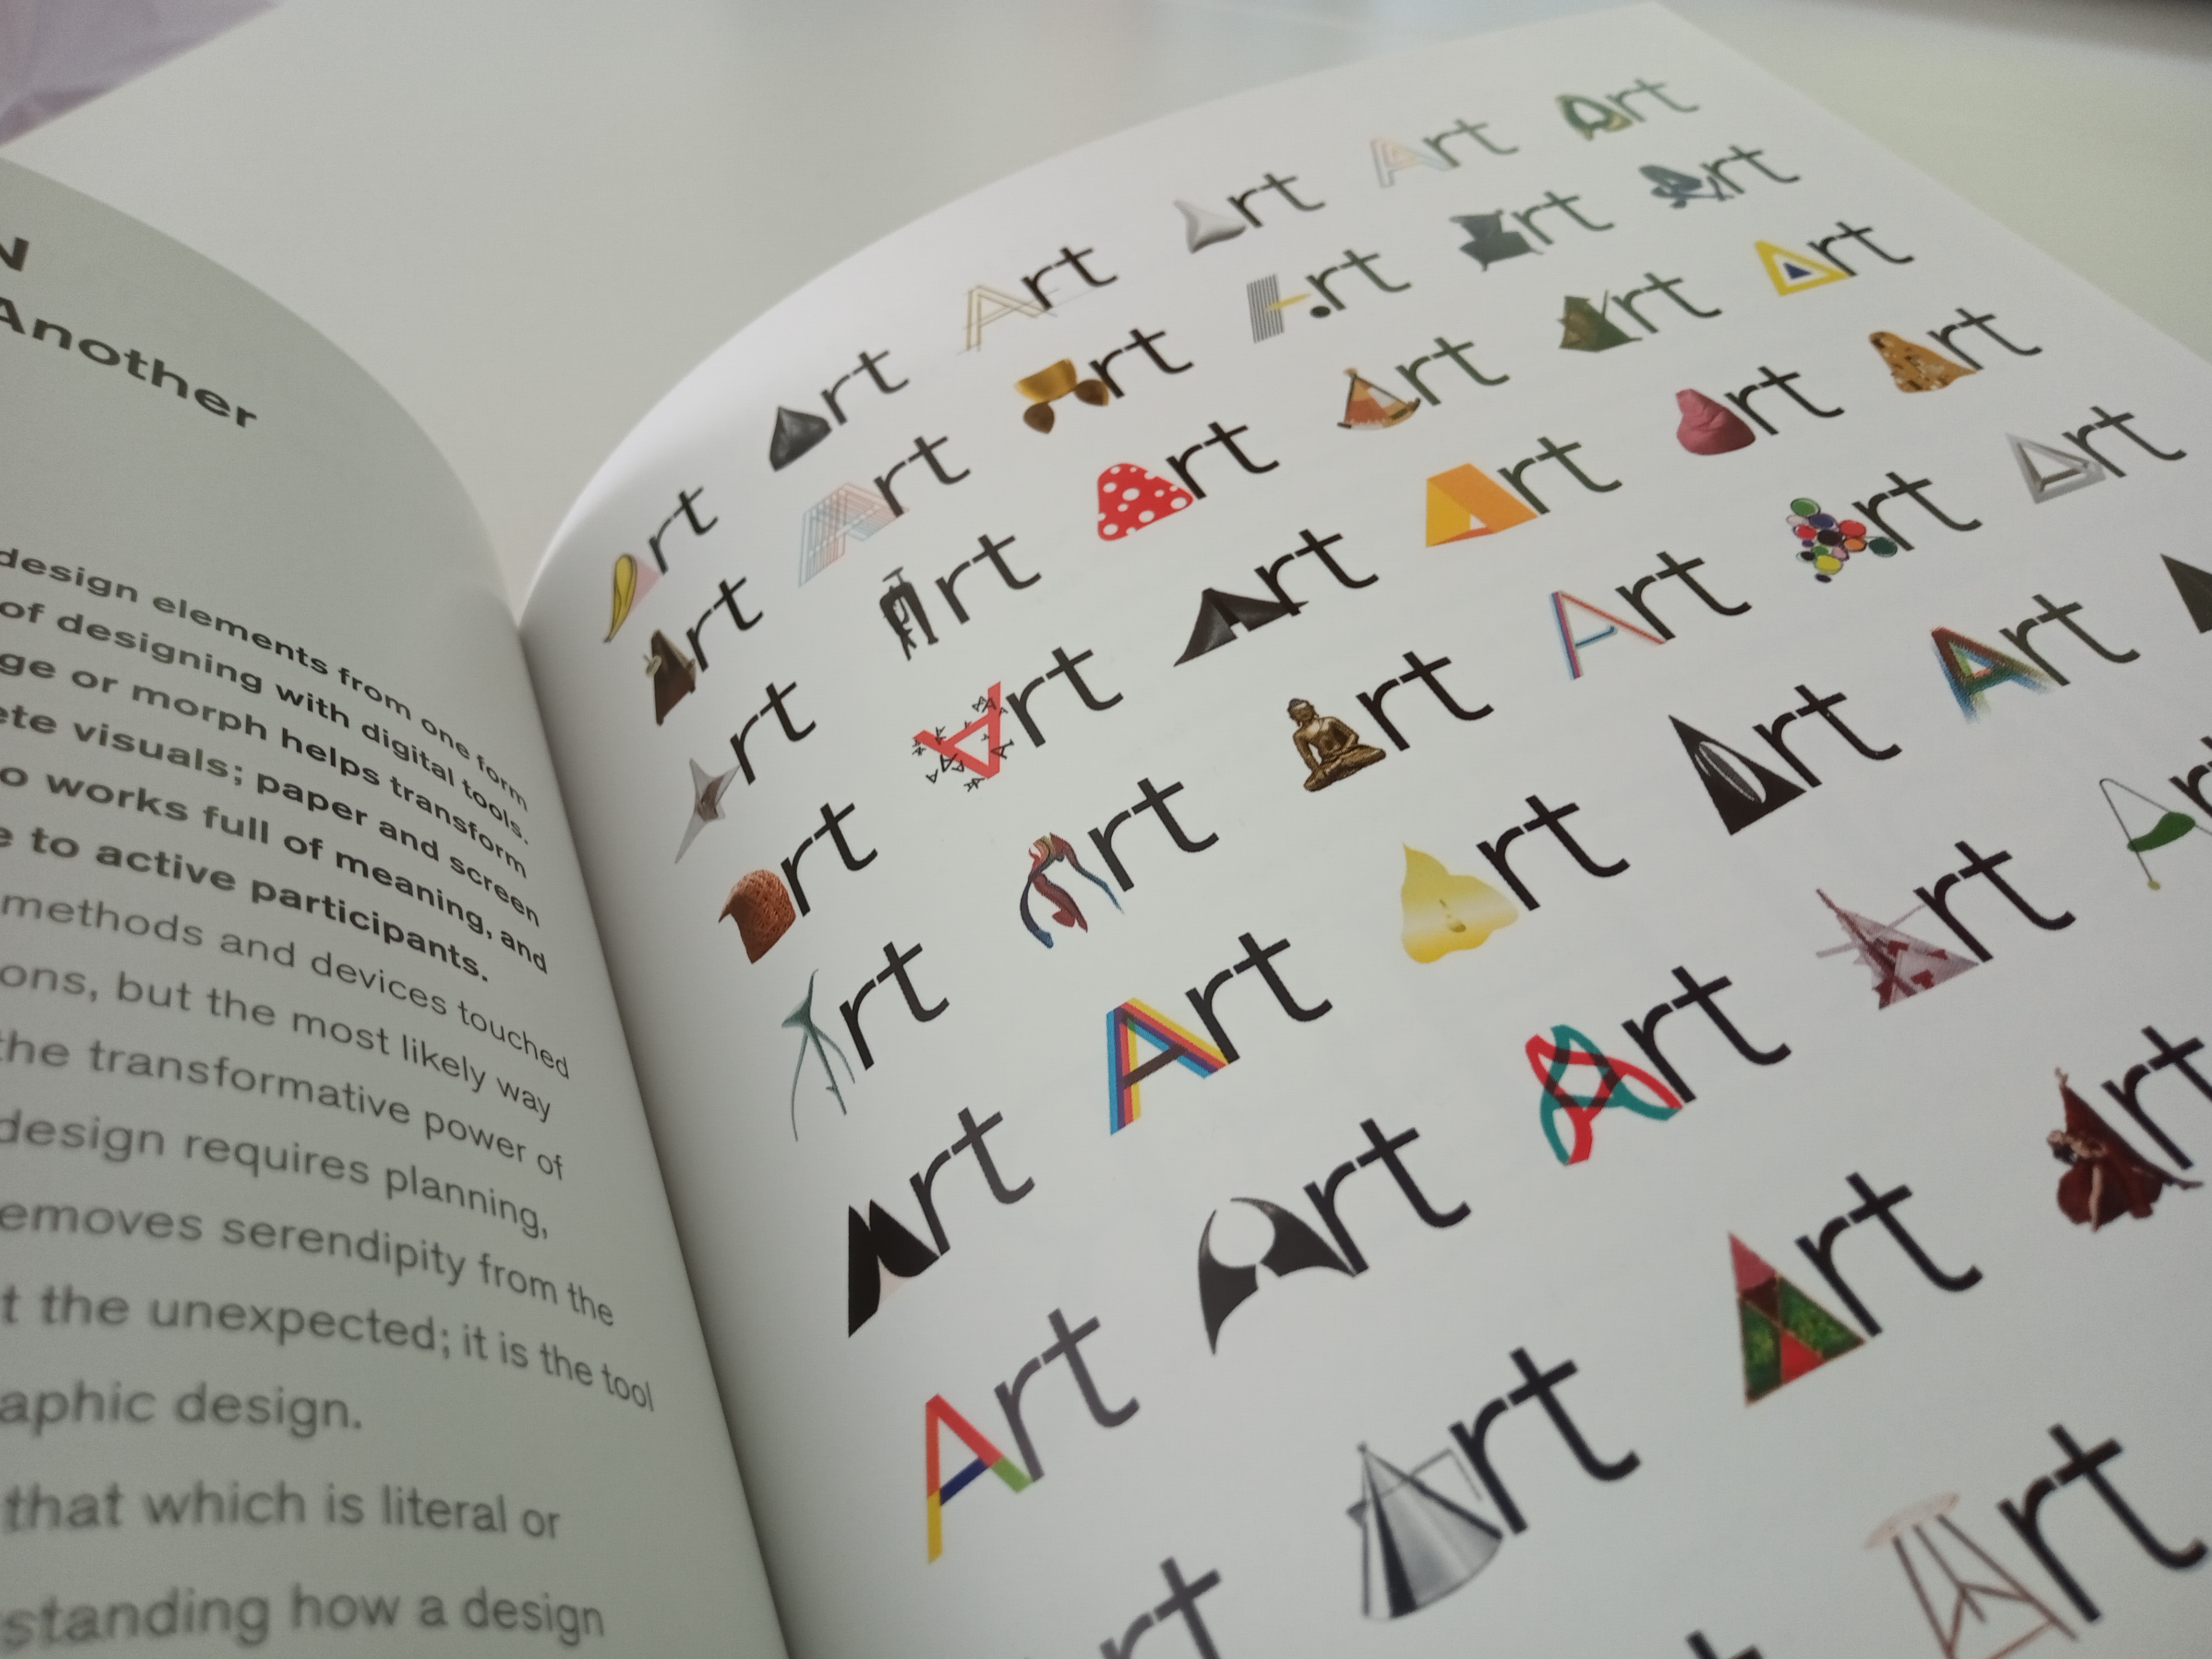 N
Another
design elements from one form
of designing with digital tools.
ge or morph helps transform
ete visuals; paper and screen
o works full of meaning, and
e to active participants.
methods and devices touched
ons, but the most likely way
the transformative power of
design requires planning,
emoves serendipity from the
t the unexpected; it is the tool
aphic design.
that which is literal or
standing how a design
Art Art Art Art Art Art
Art Art Art Art Art Art
Art Art Art Art Art Art
Art Art Art Art Art Art
Art Art Art Art Art Art
Art Art Art Art Art
Art Art Art Art Ar
rt Art Art Art
Art